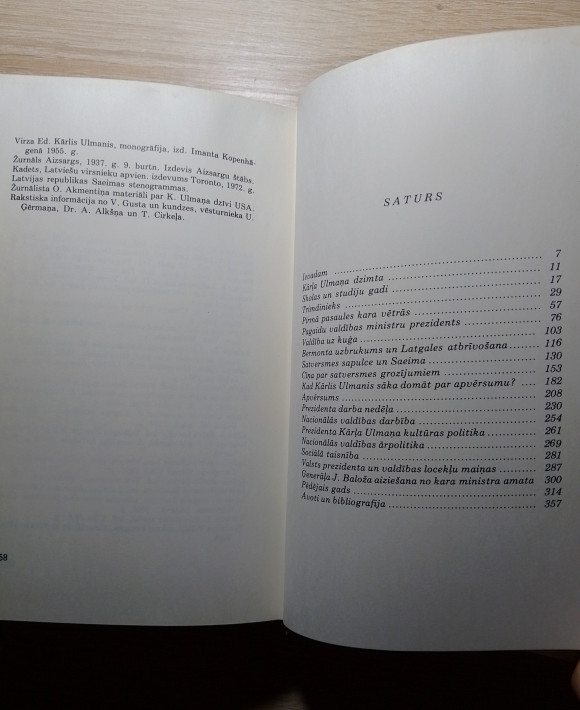 Virza Ed. Kārlis Ulmanis, monogrāfija, izd. Imanta Kopenhā-
genā 1955. g.
Žurnāls Aizsargs, 1937. g. 9. burtn. Izdevis Aizsargu štābs.
Kadets, Latviešu virsnieku apvien. izdevums Toronto, 1972. g.
Latvijas republikas Saeimas stenogrammas.
Žurnālista O. Akmentiņa materiāli par K. Ulmaņa dzīvi USA.
Rakstiska informācija no V. Gusta un kundzes, vēsturnieka U.
Ģērmaņa, Dr. A. Alkšņa un T. Cirkeļa.
58
SATURS
Ievadam ........ 7
Kārļa Ulmaņa dzimta ........ 11
Skolas un studiju gadi ........ 17
Trimdinieks ........ 29
Pirmā pasaules kara vētrās ........ 57
Pagaidu valdības ministru prezidents ........ 76
Valdība uz kuģa ........ 103
Bermonta uzbrukums un Latgales atbrīvošana ........ 116
Satversmes sapulce un Saeima ........ 130
Cīņa par satversmes grozījumiem ........ 153
Kad Kārlis Ulmanis sāka domāt par apvērsumu? .... 182
Apvērsums ........ 208
Prezidenta darba nedēļa ........ 230
Nacionālās valdības darbība ........ 254
Prezidenta Kārļa Ulmaņa kultūras politika ........ 261
Nacionālās valdības ārpolitika ........ 269
Sociālā taisnība ........ 281
Valsts prezidenta un valdības locekļu maiņas ........ 287
Ģenerāļa J. Baloža aiziešana no kara ministra amata 300
Pēdējais gads ........ 314
Avoti un bibliografija ........ 357